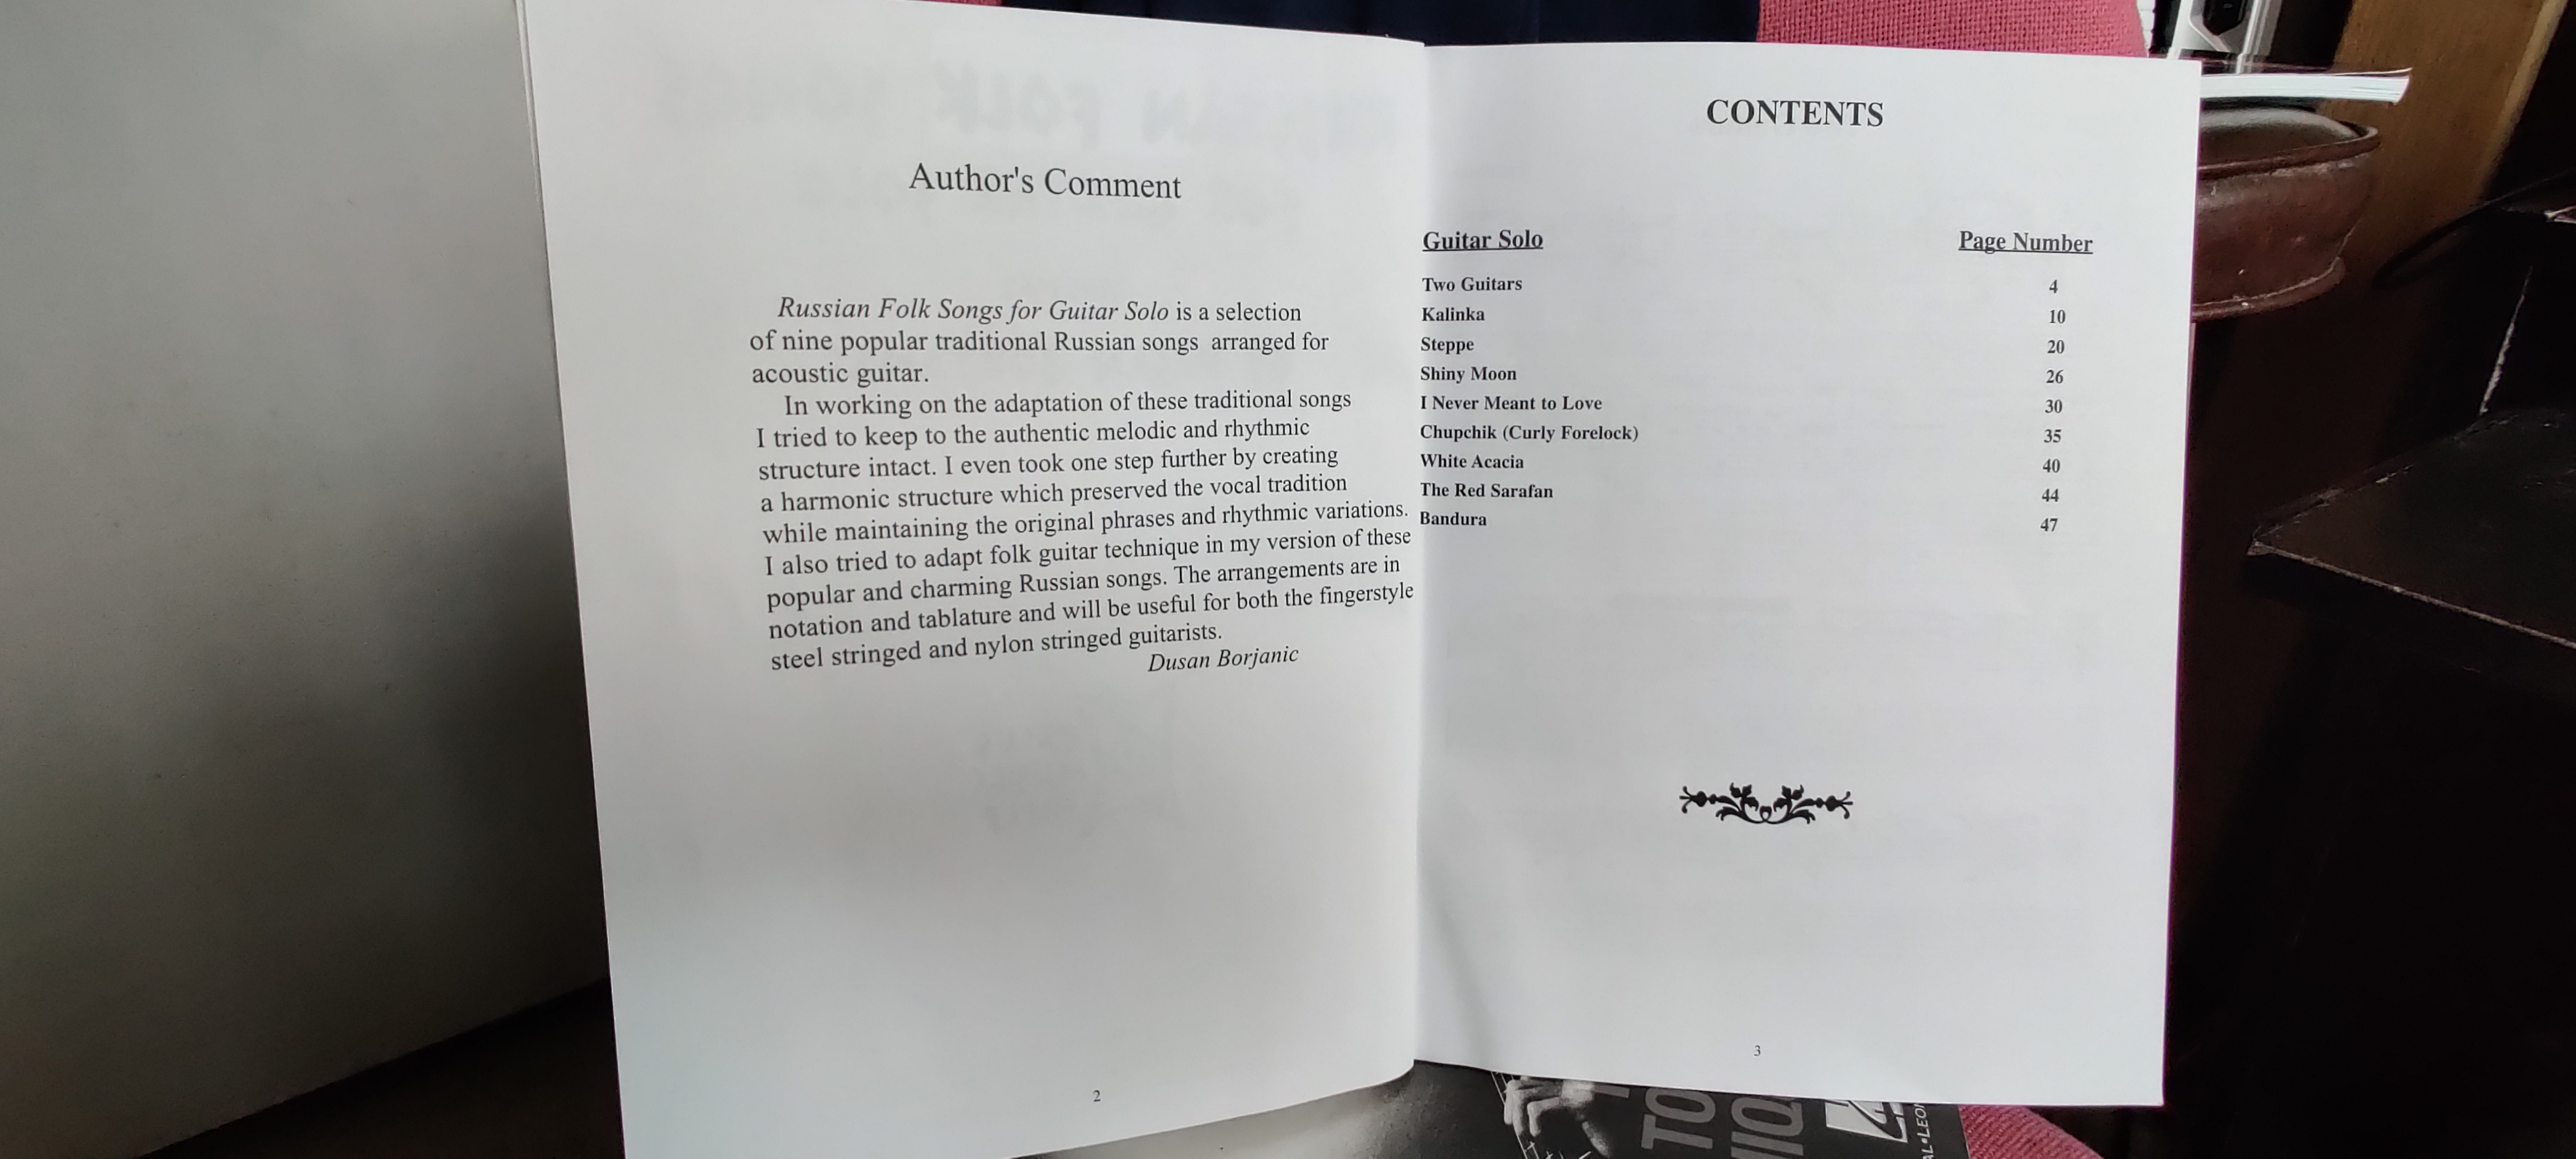 Author's Comment
Russian Folk Songs for Guitar Solo is a selection
of nine popular traditional Russian songs arranged for
acoustic guitar.
In working on the adaptation of these traditional songs
I tried to keep to the authentic melodic and rhythmic
structure intact. I even took one step further by creating
a harmonic structure which preserved the vocal tradition
while maintaining the original phrases and rhythmic variations.
I also tried to adapt folk guitar technique in my version of these
popular and charming Russian songs. The arrangements are in
notation and tablature and will be useful for both the fingerstyle
steel stringed and nylon stringed guitarists.
Dusan Borjanic
2
CONTENTS
Guitar Solo Page Number
Two Guitars 4
Kalinka 10
Steppe 20
Shiny Moon 26
I Never Meant to Love 30
Chupchik (Curly Forelock) 35
White Acacia 40
The Red Sarafan 44
Bandura 47
3